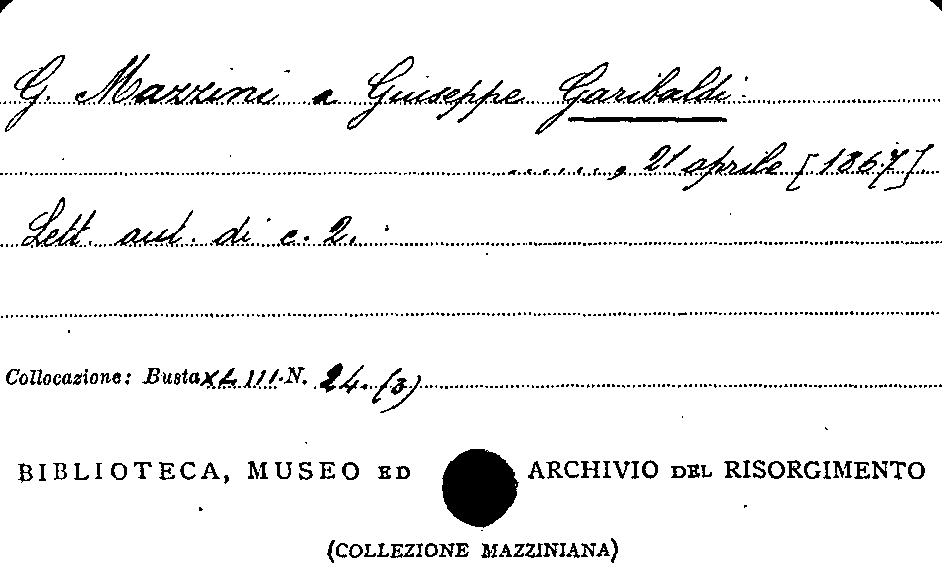 G. Mazzini a Giuseppe Garibaldi.
......, 21 aprile [1867]
Lett. aut. di c. 2.
Collocazione: Busta XLIII N. 24. (3)
BIBLIOTECA, MUSEO ED ARCHIVIO DEL RISORGIMENTO
(COLLEZIONE MAZZINIANA)